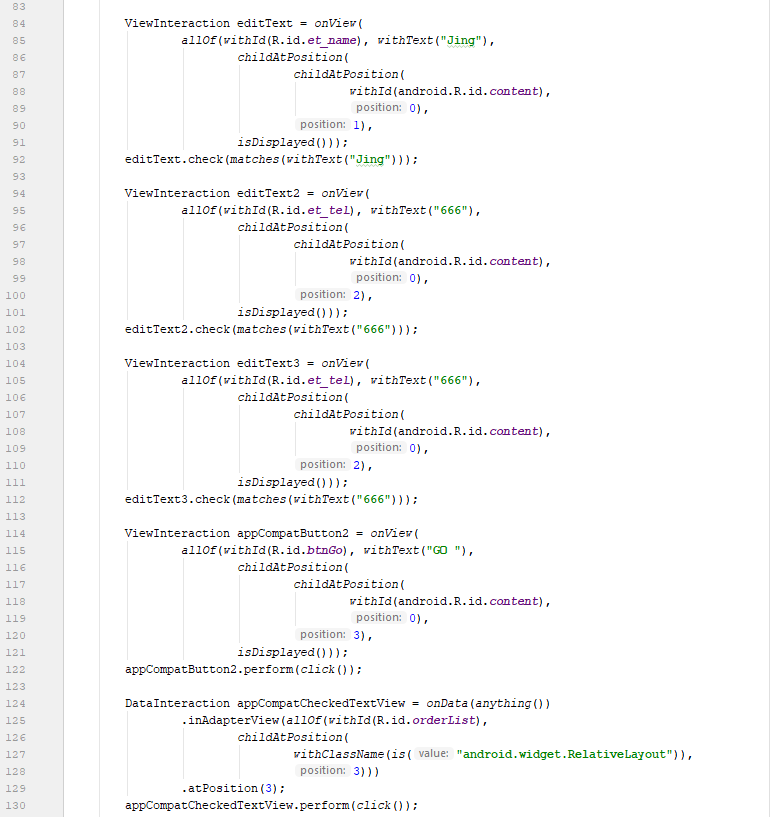 83
84 ViewInteraction editText = onView(
85 allOf(withId(R.id.et_name), withText("Jing"),
86 childAtPosition(
87 childAtPosition(
88 withId(android.R.id.content),
89 position: 0),
90 position: 1),
91 isDisplayed()));
92 editText.check(matches(withText("Jing")));
93
94 ViewInteraction editText2 = onView(
95 allOf(withId(R.id.et_tel), withText("666"),
96 childAtPosition(
97 childAtPosition(
98 withId(android.R.id.content),
99 position: 0),
100 position: 2),
101 isDisplayed()));
102 editText2.check(matches(withText("666")));
103
104 ViewInteraction editText3 = onView(
105 allOf(withId(R.id.et_tel), withText("666"),
106 childAtPosition(
107 childAtPosition(
108 withId(android.R.id.content),
109 position: 0),
110 position: 2),
111 isDisplayed()));
112 editText3.check(matches(withText("666")));
113
114 ViewInteraction appCompatButton2 = onView(
115 allOf(withId(R.id.btnGo), withText("GO "),
116 childAtPosition(
117 childAtPosition(
118 withId(android.R.id.content),
119 position: 0),
120 position: 3),
121 isDisplayed()));
122 appCompatButton2.perform(click());
123
124 DataInteraction appCompatCheckedTextView = onData(anything())
125 .inAdapterView(allOf(withId(R.id.orderList),
126 childAtPosition(
127 withClassName(is( value: "android.widget.RelativeLayout")),
128 position: 3)))
129 .atPosition(3);
130 appCompatCheckedTextView.perform(click());